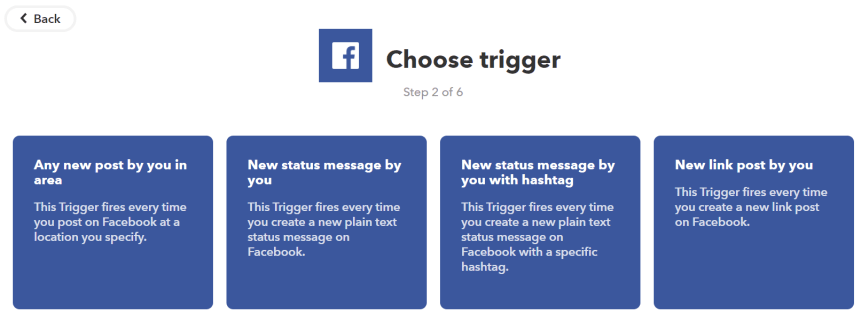 Back
Choose trigger
Step 2 of 6
Any new post by you in
area
This Trigger fires every time
you post on Facebook at a
location you specify.
New status message by
you
This Trigger fires every time
you create a new plain text
status message on
Facebook.
New status message by
you with hashtag
This Trigger fires every time
you create a new plain text
status message on
Facebook with a specific
hashtag.
New link post by you
This Trigger fires every time
you create a new link post
on Facebook.